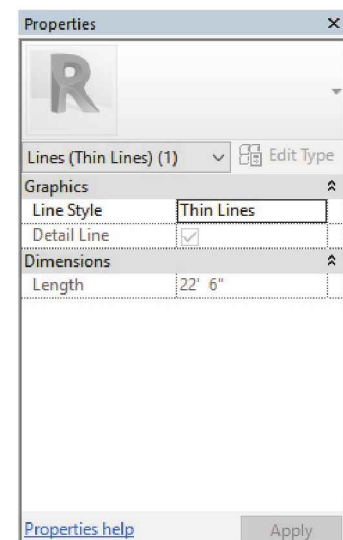 Properties
R
Lines (Thin Lines) (1) Edit Type
Graphics
Line Style Thin Lines
Detail Line
Dimensions
Length 22' 6"
Properties help Apply